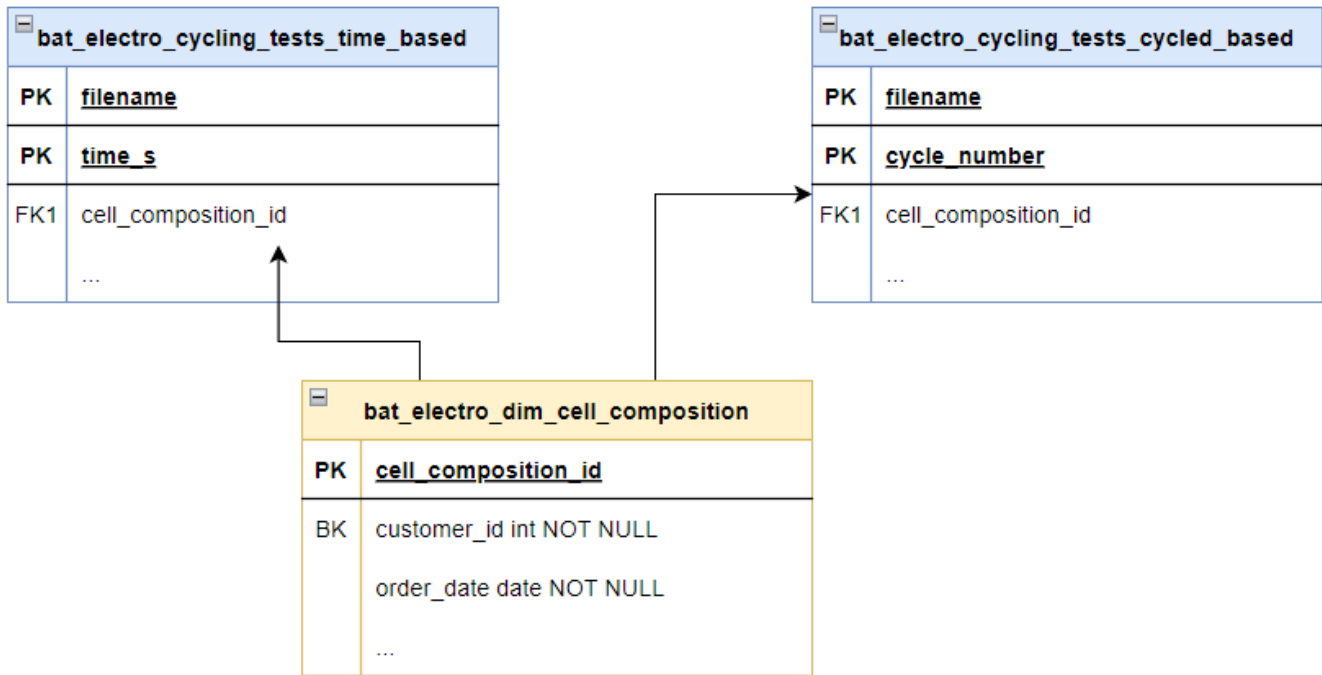 bat_electro_cycling_tests_time_based
PK filename
PK time_s
FK1 cell_composition_id
...
bat_electro_cycling_tests_cycled_based
PK filename
PK cycle_number
FK1 cell_composition_id
...
bat_electro_dim_cell_composition
PK cell_composition_id
BK customer_id int NOT NULL
order_date date NOT NULL
...